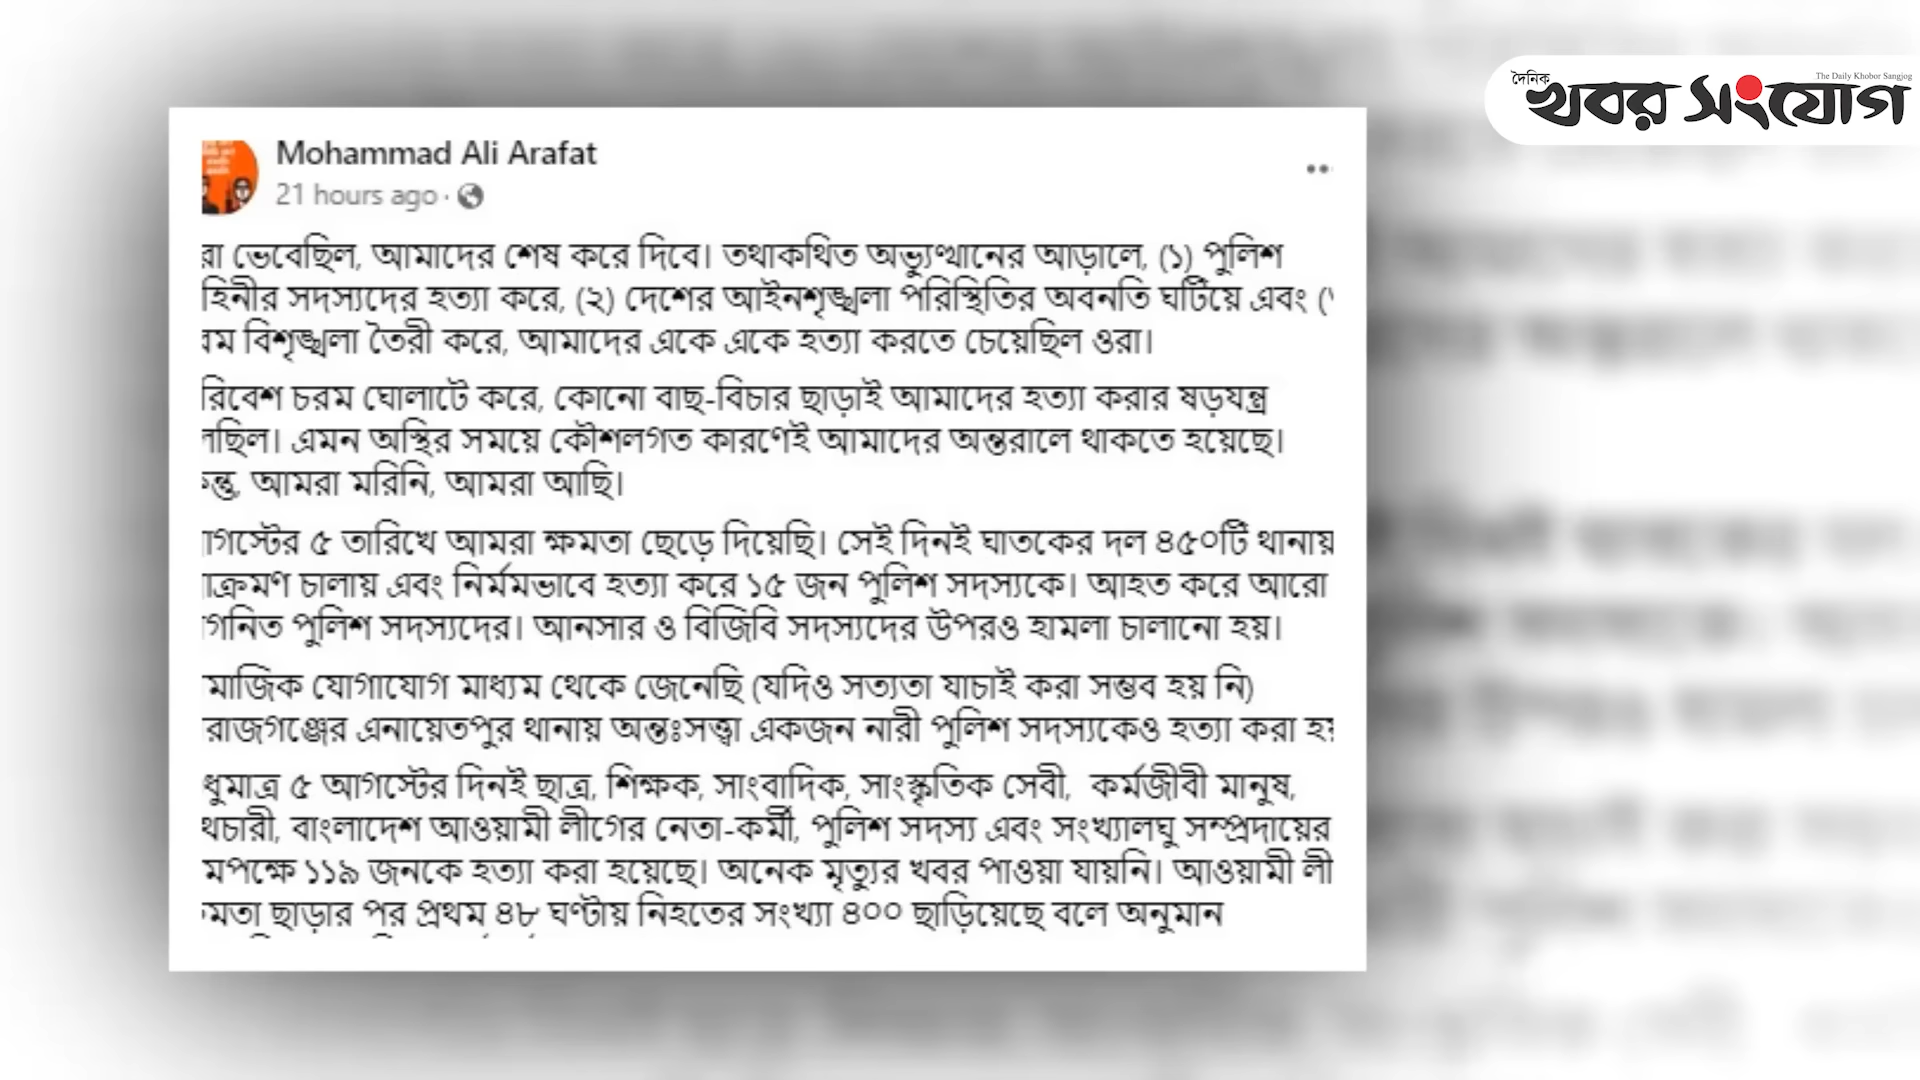 দৈনিক
The Daily Khobor Sangjog
খবর সংযোগ
Mohammad Ali Arafat
21 hours ago
রা ভেবেছিল, আমাদের শেষ করে দিবে। তথাকথিত অভ্যুত্থানের আড়ালে, (১) পুলিশ
হিনীর সদস্যদের হত্যা করে, (২) দেশের আইনশৃঙ্খলা পরিস্থিতির অবনতি ঘটিয়ে এবং
রম বিশৃঙ্খলা তৈরী করে, আমাদের একে একে হত্যা করতে চেয়েছিল ওরা।
রিবেশ চরম ঘোলাটে করে, কোনো বাছ-বিচার ছাড়াই আমাদের হত্যা করার ষড়যন্ত্র
লছিল। এমন অস্থির সময়ে কৌশলগত কারণেই আমাদের অন্তরালে থাকতে হয়েছে।
ন্তু, আমরা মরিনি, আমরা আছি।
গস্টের ৫ তারিখে আমরা ক্ষমতা ছেড়ে দিয়েছি। সেই দিনই ঘাতকের দল ৪৫০টি থানায়
ক্রমণ চালায় এবং নির্মমভাবে হত্যা করে ১৫ জন পুলিশ সদস্যকে। আহত করে আরো
গনিত পুলিশ সদস্যদের। আনসার ও বিজিবি সদস্যদের উপরও হামলা চালানো হয়।
মাজিক যোগাযোগ মাধ্যম থেকে জেনেছি (যদিও সত্যতা যাচাই করা সম্ভব হয় নি)
রাজগঞ্জের এনায়েতপুর থানায় অন্তঃসত্ত্বা একজন নারী পুলিশ সদস্যকেও হত্যা করা হয়
ধুমাত্র ৫ আগস্টের দিনই ছাত্র, শিক্ষক, সাংবাদিক, সাংস্কৃতিক সেবী, কর্মজীবী মানুষ,
থচারী, বাংলাদেশ আওয়ামী লীগের নেতা-কর্মী, পুলিশ সদস্য এবং সংখ্যালঘু সম্প্রদায়ের
মপক্ষে ১১৯ জনকে হত্যা করা হয়েছে। অনেক মৃত্যুর খবর পাওয়া যায়নি। আওয়ামী লী
মতা ছাড়ার পর প্রথম ৪৮ ঘণ্টায় নিহতের সংখ্যা ৪০০ ছাড়িয়েছে বলে অনুমান